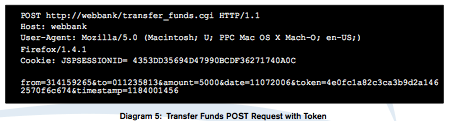 POST http://webbank/transfer_funds.cgi HTTP/1.1
Host: webbank
User-Agent: Mozilla/5.0 (Macintosh; U; PPC Mac OS X Mach-O; en-US;)
Firefox/1.4.1
Cookie: JSPSESSIONID= 4353DD35694D47990BCDF36271740A0C
from=314159265&to=011235813&amount=5000&date=11072006&token=4e0fc1a82c3ca3b9d2a146
2570f6c674&timestamp=1184001456
Diagram 5: Transfer Funds POST Request with Token